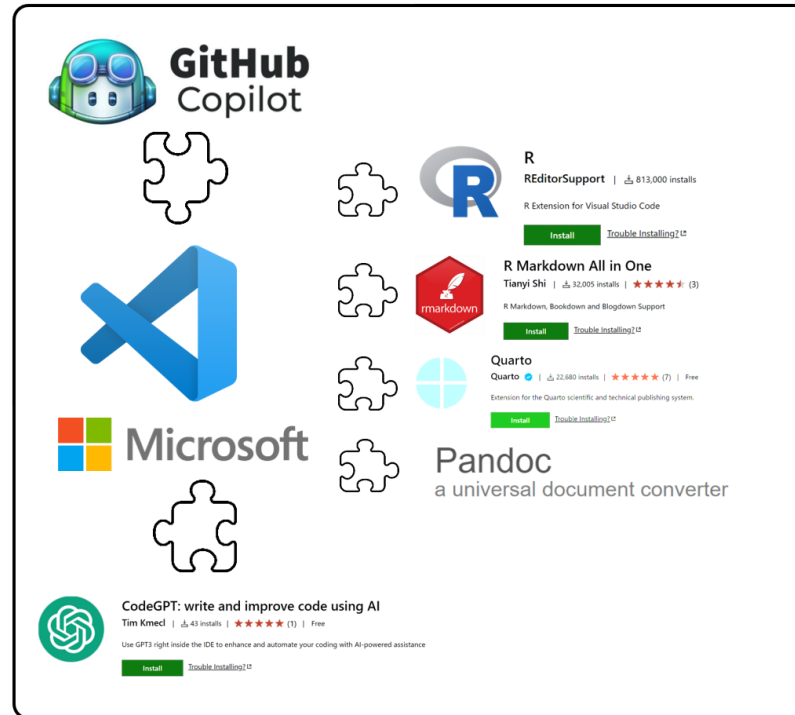 GitHub
Copilot
R
REditorSupport | 813,000 installs
R Extension for Visual Studio Code
Install Trouble Installing?
R Markdown All in One
Tianyi Shi | 32,005 installs | (3)
rmarkdown
R Markdown, Bookdown and Blogdown Support
Install Trouble Installing?
Quarto
Quarto | 22,680 installs | (7) | Free
Extension for the Quarto scientific and technical publishing system.
Install Trouble Installing?
Microsoft
Pandoc
a universal document converter
CodeGPT: write and improve code using AI
Tim Kmecl | 43 installs | (1) | Free
Use GPT3 right inside the IDE to enhance and automate your coding with AI-powered assistance
Install Trouble Installing?